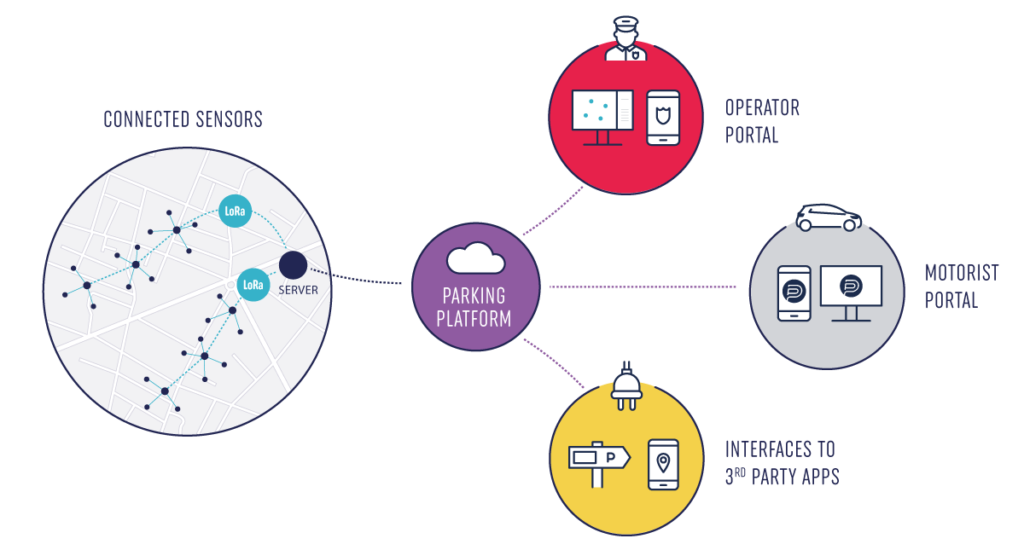 CONNECTED SENSORS
LoRa
LoRa
SERVER
PARKING
PLATFORM
OPERATOR
PORTAL
MOTORIST
PORTAL
P
INTERFACES TO
3RD PARTY APPS